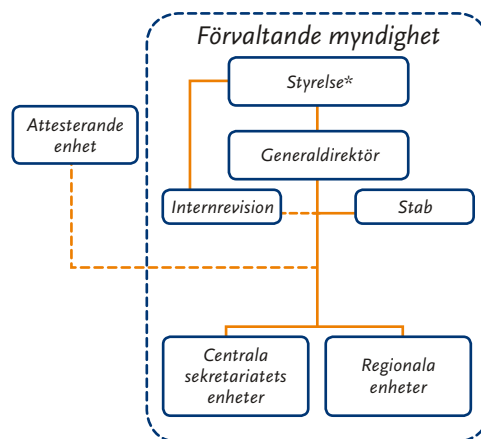 Förvaltande myndighet
Styrelse*
Attesterande
enhet
Generaldirektör
Internrevision
Stab
Centrala
sekretariatets
enheter
Regionala
enheter